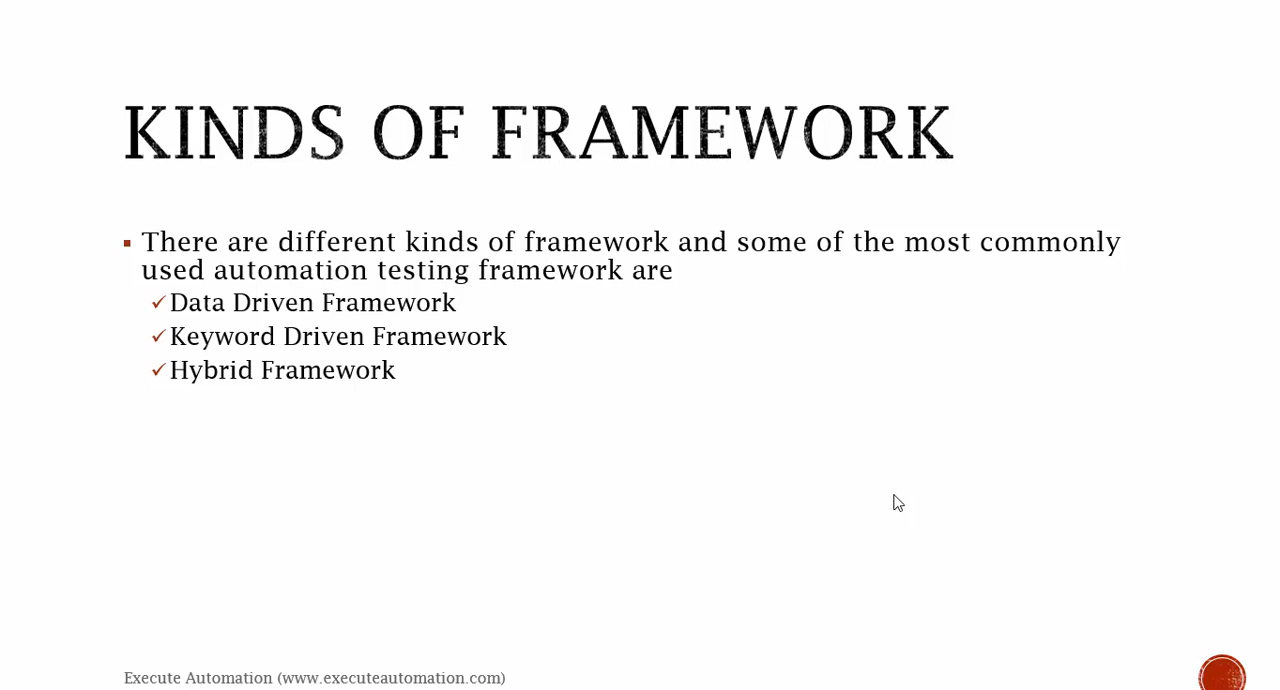 KINDS OF FRAMEWORK
There are different kinds of framework and some of the most commonly
used automation testing framework are
Data Driven Framework
Keyword Driven Framework
Hybrid Framework
Execute Automation (www.executeautomation.com)